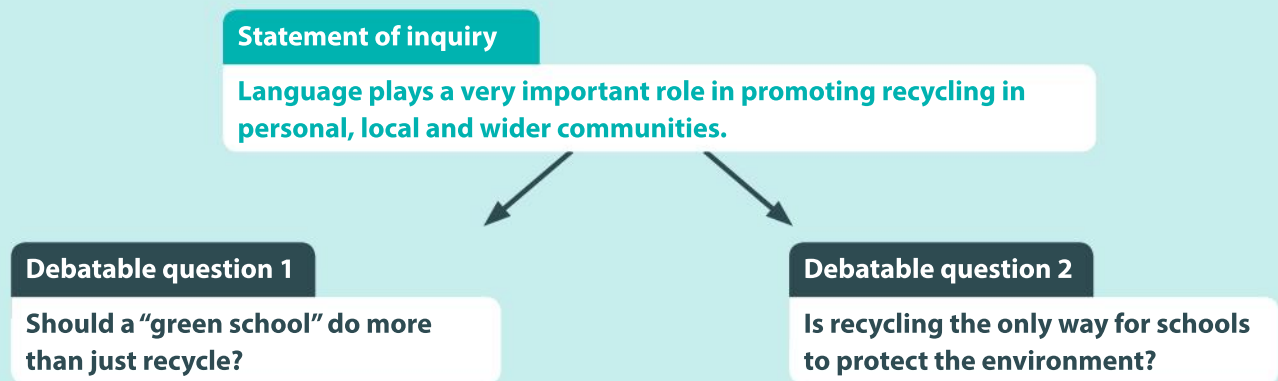 Statement of inquiry
Language plays a very important role in promoting recycling in
personal, local and wider communities.
Debatable question 1
Should a “green school” do more
than just recycle?
Debatable question 2
Is recycling the only way for schools
to protect the environment?